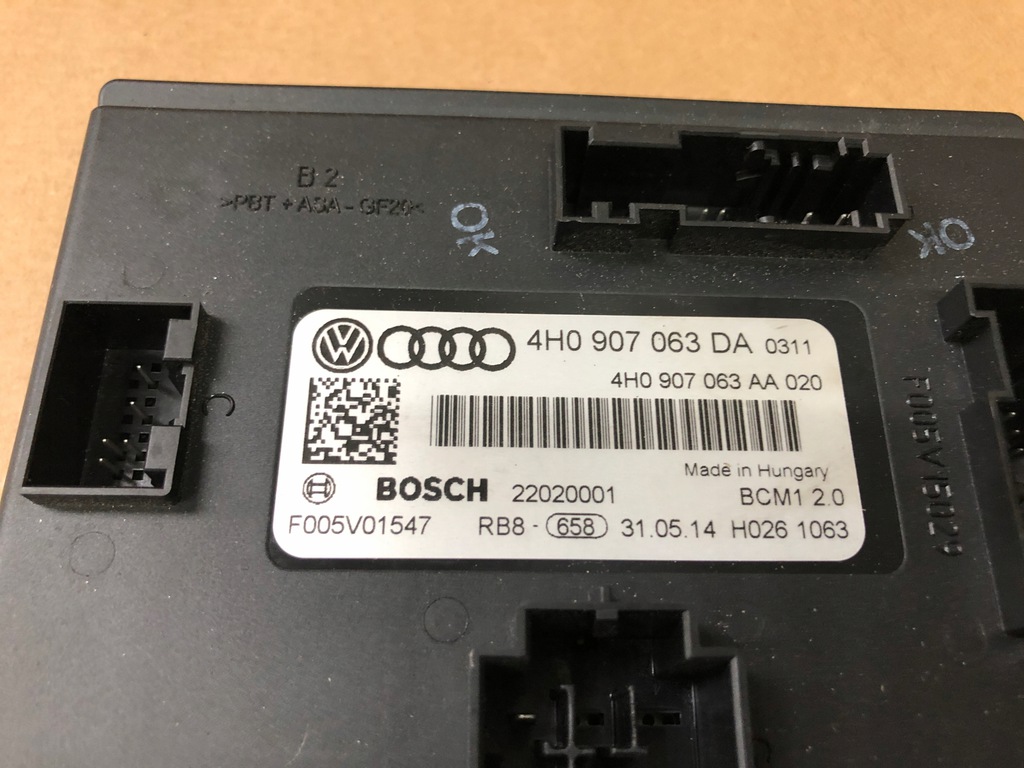 B 2
>PBT + ASA - GF20<
OK
OK
4H0 907 063 DA 0311
4H0 907 063 AA 020
Made in Hungary
BOSCH 22020001 BCM1 2.0
F005V01547 RB8 - 658 31.05.14 H026 1063
C
F005V15029